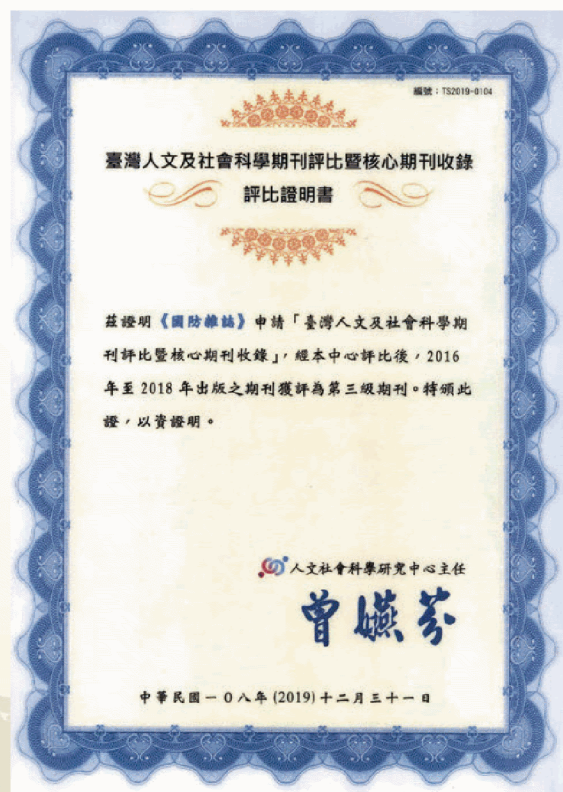 編號：TS2019-0104
臺灣人文及社會科學期刊評比暨核心期刊收錄
評比證明書
茲證明《國防雜誌》申請「臺灣人文及社會科學期
刊評比暨核心期刊收錄」，經本中心評比後，2016
年至 2018 年出版之期刊獲評為第三級期刊。特頒此
證，以資證明。
人文社會科學研究中心主任
曾嬿芬
中華民國一０八年(2019)十二月三十一日